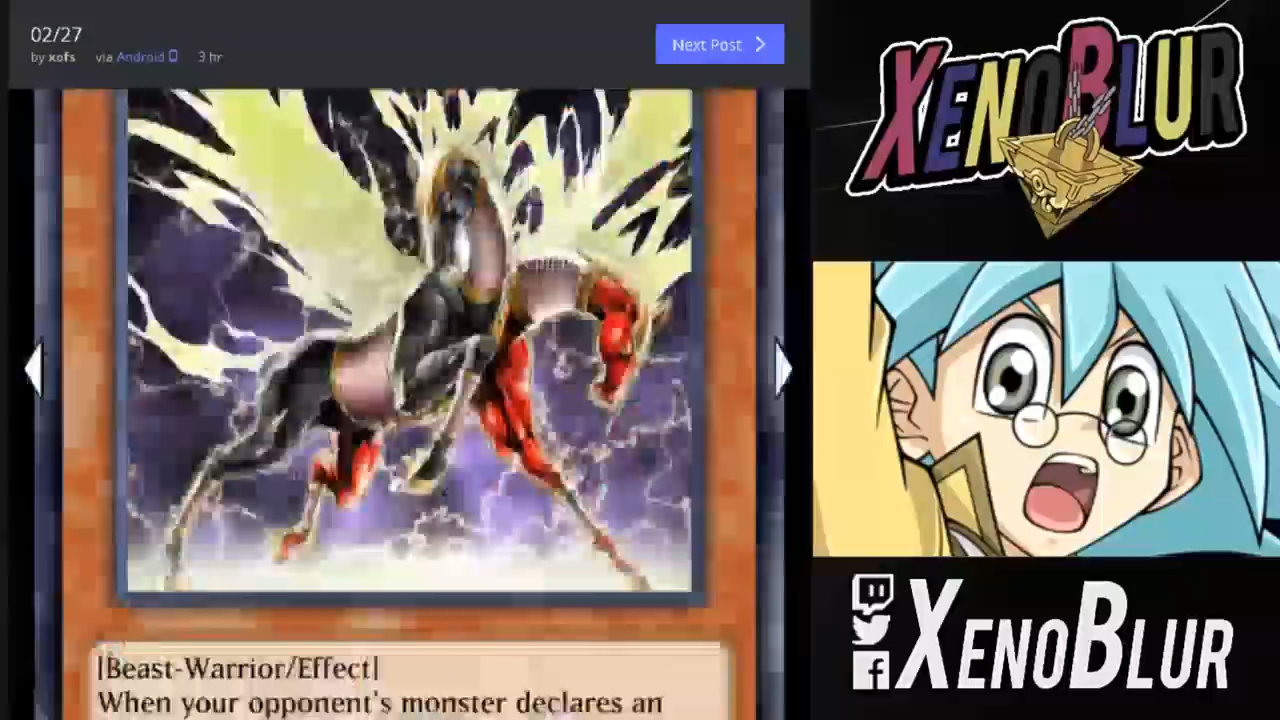 02/27
by xofs via Android 3 hr
Next Post
XENOBLUR
[Beast-Warrior/Effect]
When your opponent's monster declares an
XENOBLUR